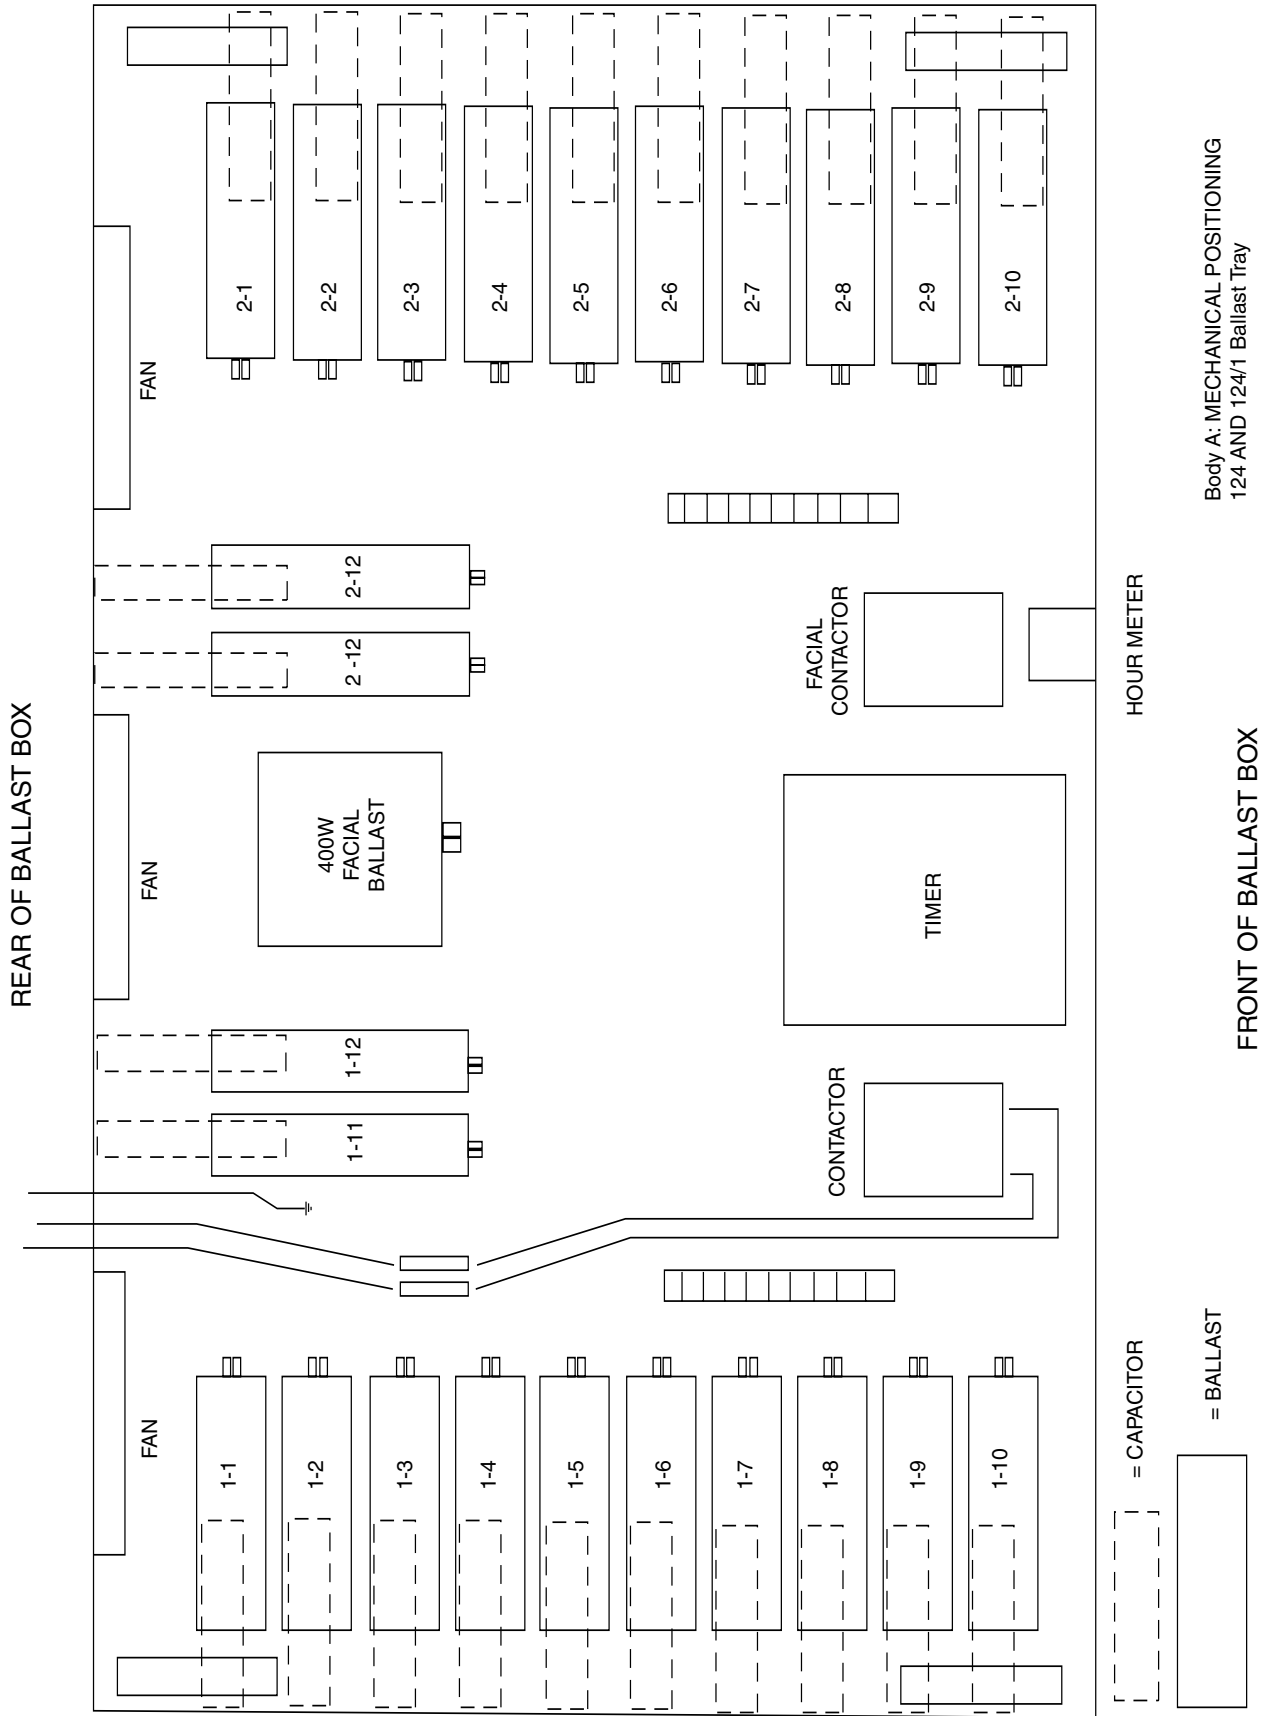 REAR OF BALLAST BOX
FAN
FAN
FAN
1-1
1-2
1-3
1-4
1-5
1-6
1-7
1-8
1-9
1-10
1-11
1-12
400W
FACIAL
BALLAST
2 -12
2-12
2-1
2-2
2-3
2-4
2-5
2-6
2-7
2-8
2-9
2-10
CONTACTOR
TIMER
FACIAL
CONTACTOR
HOUR METER
= CAPACITOR
= BALLAST
FRONT OF BALLAST BOX
Body A: MECHANICAL POSITIONING
124 AND 124/1 Ballast Tray